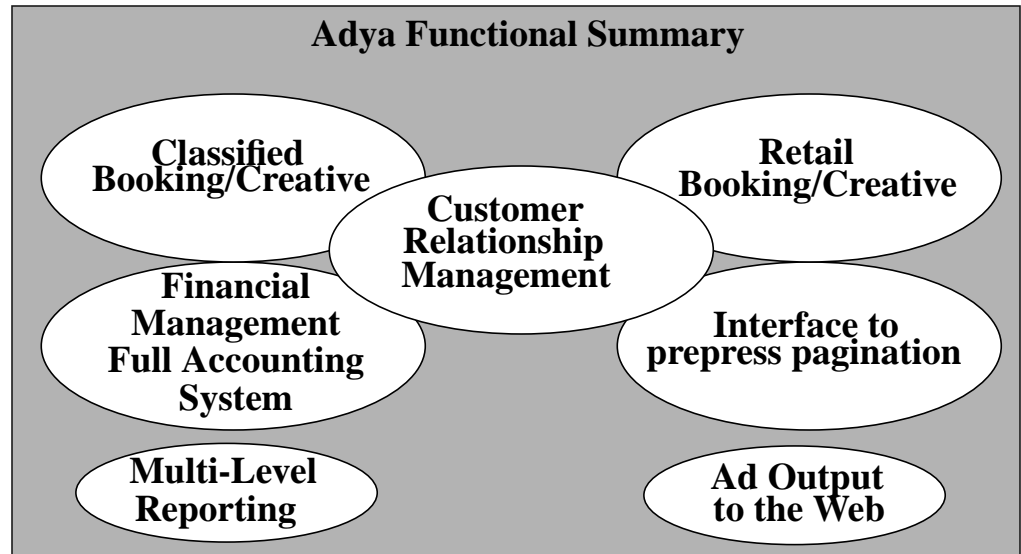 Adya Functional Summary
Classified
Booking/Creative
Retail
Booking/Creative
Customer
Relationship
Management
Financial
Management
Full Accounting
System
Interface to
prepress pagination
Multi-Level
Reporting
Ad Output
to the Web